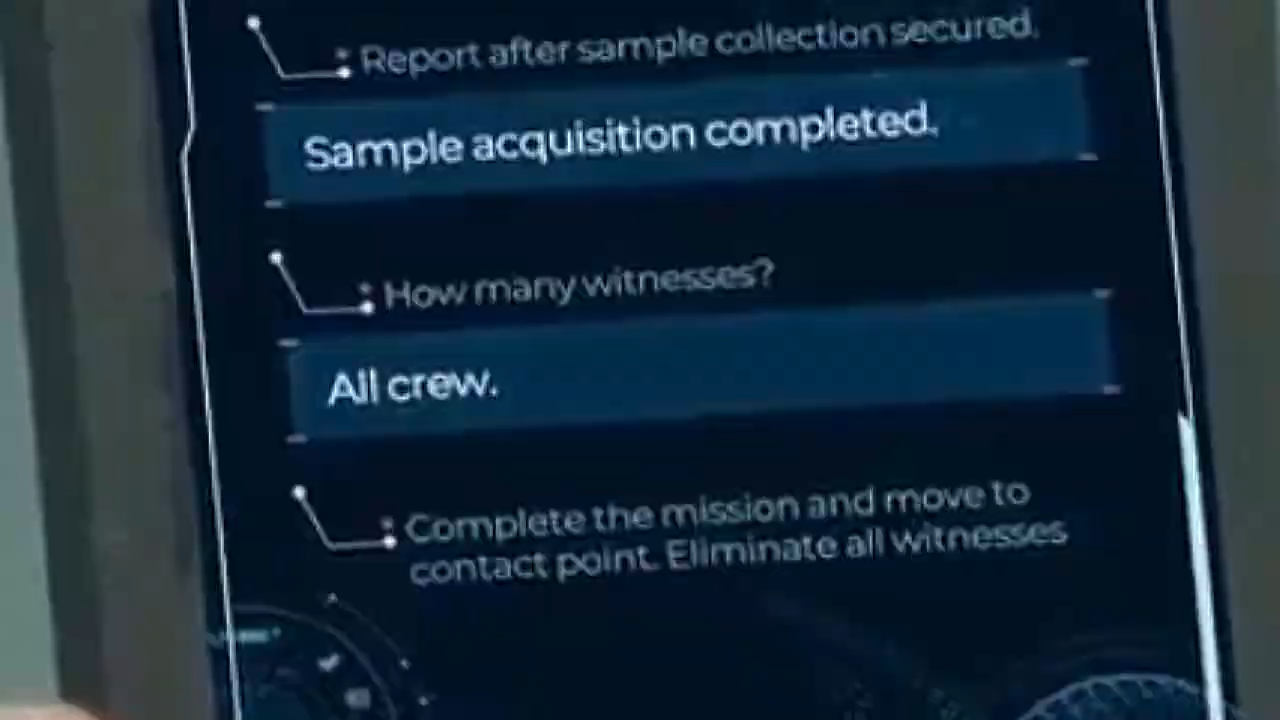 Report after sample collection secured.
Sample acquisition completed.
How many witnesses?
All crew.
Complete the mission and move to
contact point. Eliminate all witnesses